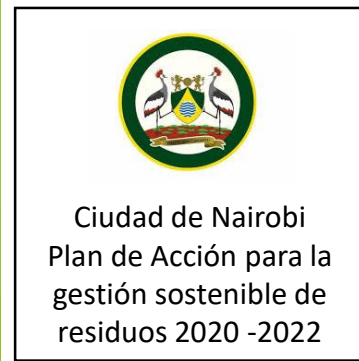 Ciudad de Nairobi
Plan de Acción para la
gestión sostenible de
residuos 2020 -2022